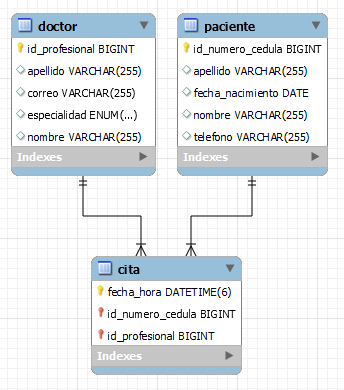 doctor
id_profesional BIGINT
apellido VARCHAR(255)
correo VARCHAR(255)
especialidad ENUM(...)
nombre VARCHAR(255)
Indexes
paciente
id_numero_cedula BIGINT
apellido VARCHAR(255)
fecha_nacimiento DATE
nombre VARCHAR(255)
telefono VARCHAR(255)
Indexes
cita
fecha_hora DATETIME(6)
id_numero_cedula BIGINT
id_profesional BIGINT
Indexes